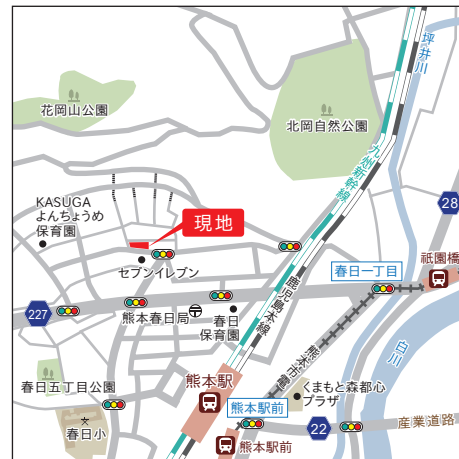 坪井川
花岡山公園
北岡自然公園
九州新幹線
KASUGA
よんちょうめ
保育園
現地
28
セブンイレブン
祇園橋
春日一丁目
鹿児島本線
227
熊本春日局
春日
保育園
熊本市電
白川
春日五丁目公園
熊本駅
くまもと森都心
プラザ
熊本駅前
22
産業道路
春日小
熊本駅前